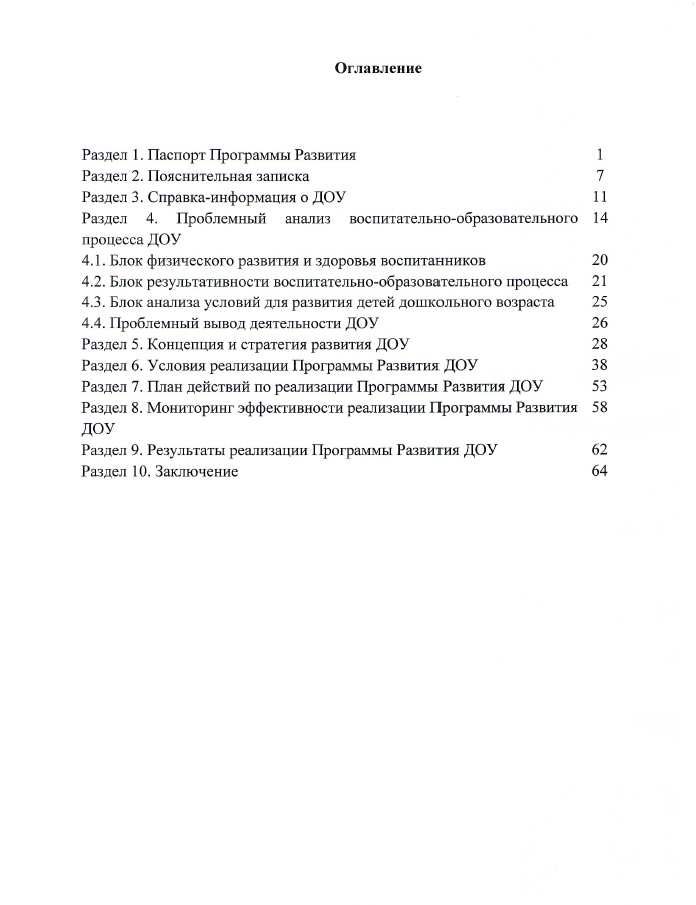 Оглавление
Раздел 1. Паспорт Программы Развития 1
Раздел 2. Пояснительная записка 7
Раздел 3. Справка-информация о ДОУ 11
Раздел 4. Проблемный анализ воспитательно-образовательного 14
процесса ДОУ
4.1. Блок физического развития и здоровья воспитанников 20
4.2. Блок результативности воспитательно-образовательного процесса 21
4.3. Блок анализа условий для развития детей дошкольного возраста 25
4.4. Проблемный вывод деятельности ДОУ 26
Раздел 5. Концепция и стратегия развития ДОУ 28
Раздел 6. Условия реализации Программы Развития ДОУ 38
Раздел 7. План действий по реализации Программы Развития ДОУ 53
Раздел 8. Мониторинг эффективности реализации Программы Развития 58
ДОУ
Раздел 9. Результаты реализации Программы Развития ДОУ 62
Раздел 10. Заключение 64